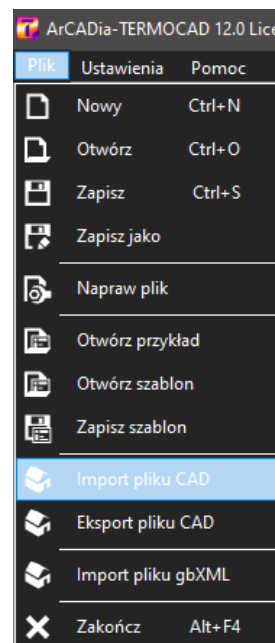 ArCADia-TERMOCAD 12.0 Lice
Plik Ustawienia Pomoc
Nowy Ctrl+N
Otwórz Ctrl+O
Zapisz Ctrl+S
Zapisz jako
Napraw plik
Otwórz przykład
Otwórz szablon
Zapisz szablon
Import pliku CAD
Eksport pliku CAD
Import pliku gbXML
Zakończ Alt+F4